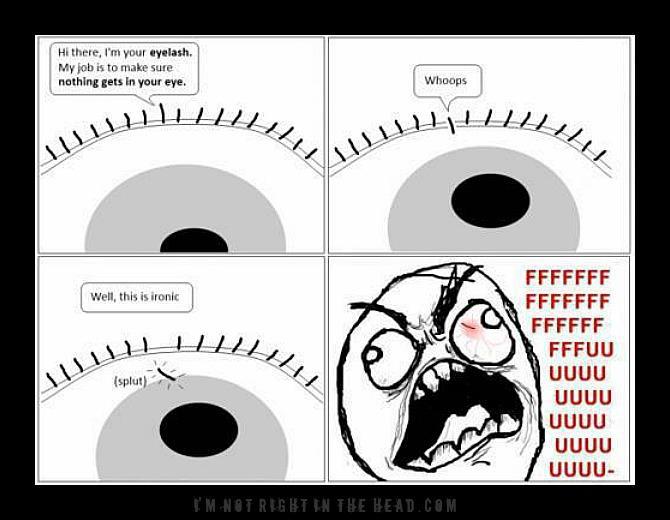 Hi there, I'm your eyelash.
My job is to make sure
nothing gets in your eye.
Whoops
Well, this is ironic
(splut)
FFFFFFF
FFFFFFF
FFFFFF
FFFUU
UUUU
UUUU
UUUU
UUUU
UUUU-
I'M NOT RIGHT IN THE HEAD.COM